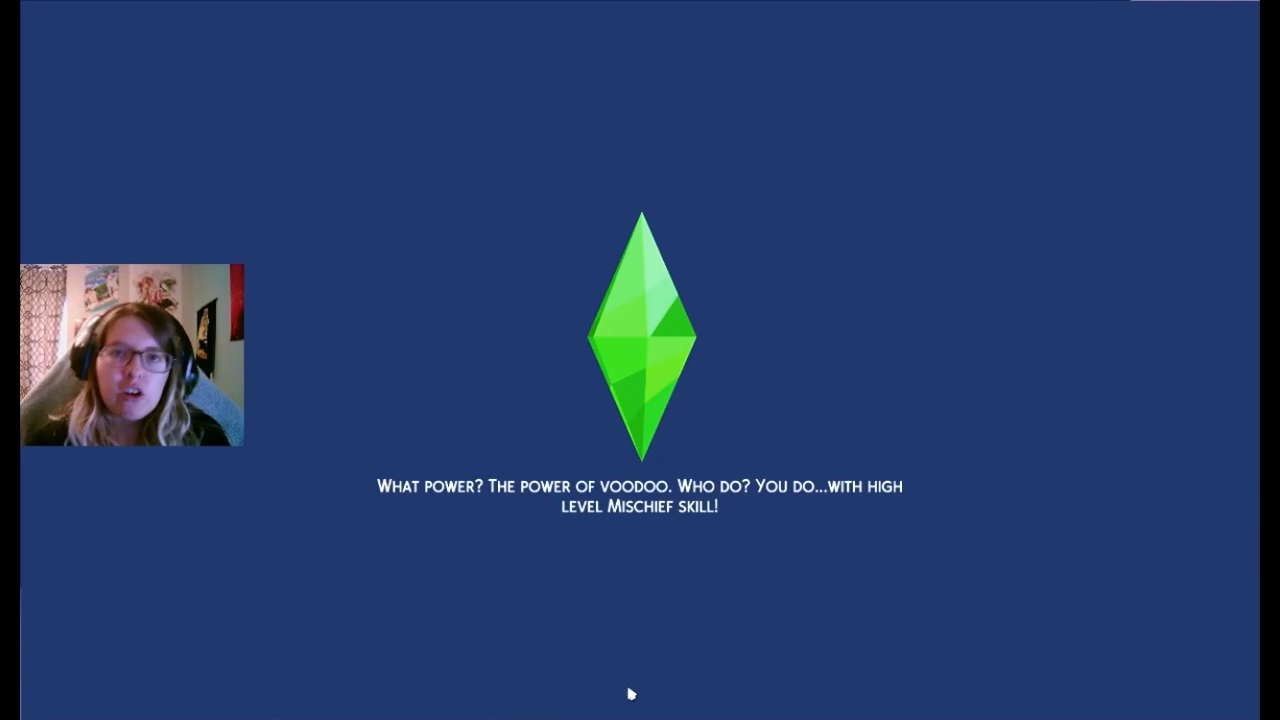 What power? The power of voodoo. Who do? You do...with high
level Mischief skill!